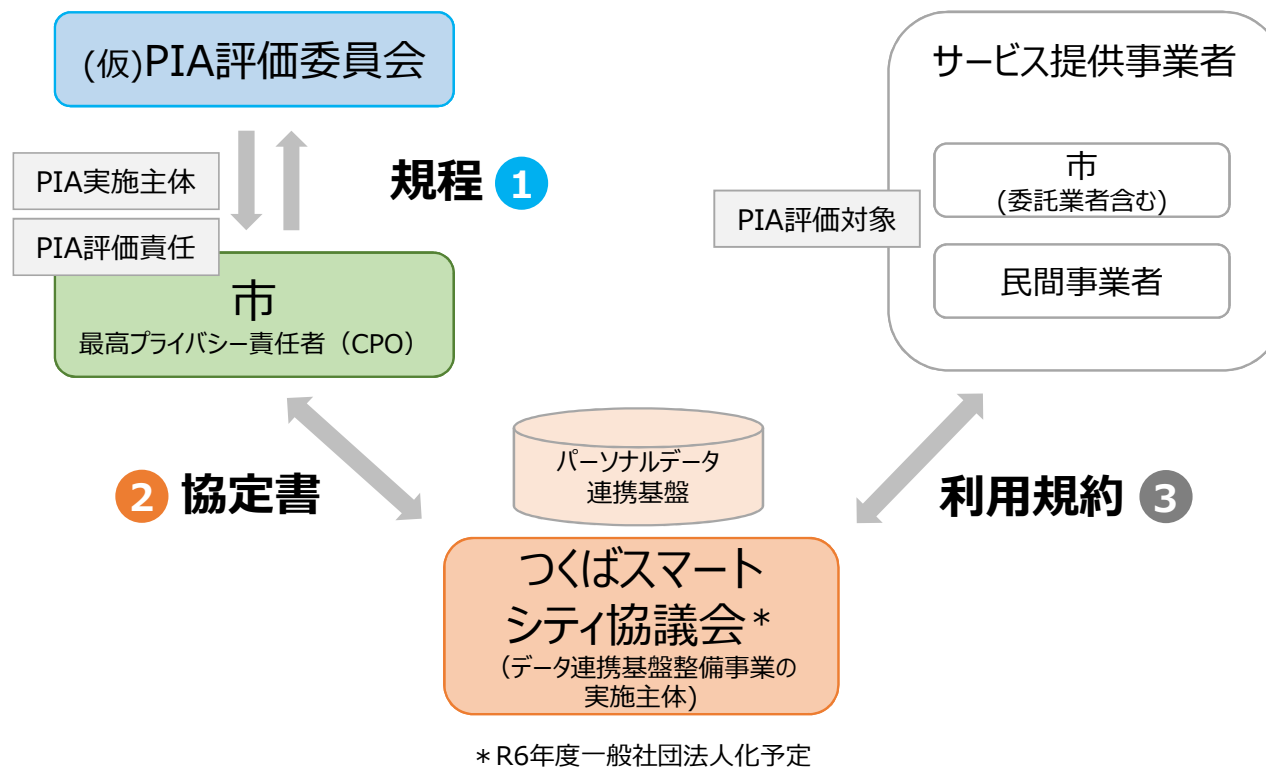 (仮)PIA評価委員会
PIA実施主体
PIA評価責任
規程 1
市
最高プライバシー責任者（CPO）
サービス提供事業者
市
(委託業者含む)
民間事業者
PIA評価対象
2 協定書
パーソナルデータ
連携基盤
利用規約 3
つくばスマート
シティ協議会*
（データ連携基盤整備事業の
実施主体)
*R6年度一般社団法人化予定